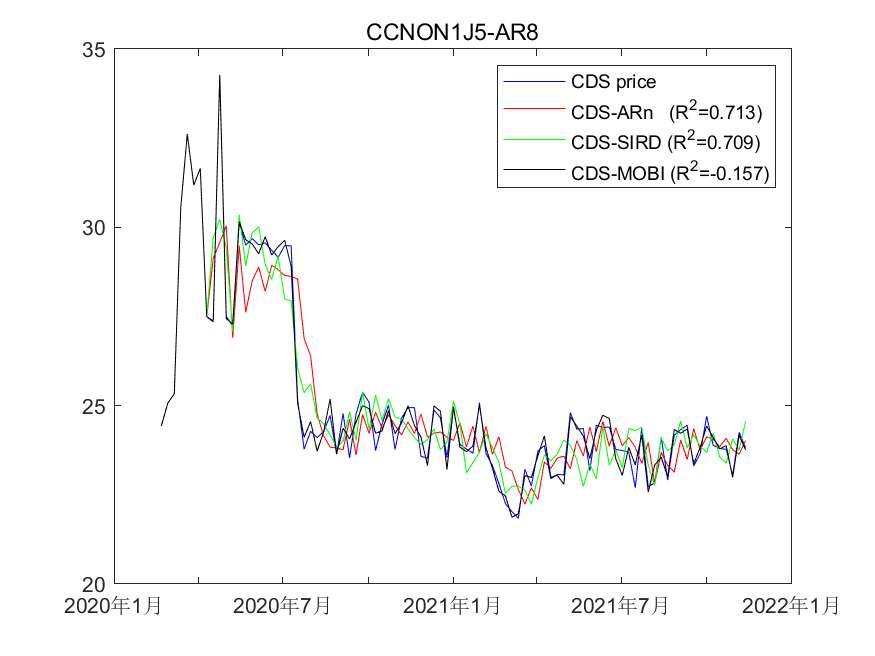 CCNON1J5-AR8
35
30
25
20
CDS price
CDS-ARn (R²=0.713)
CDS-SIRD (R²=0.709)
CDS-MOBI (R²=-0.157)
2020年1月 2020年7月 2021年1月 2021年7月 2022年1月